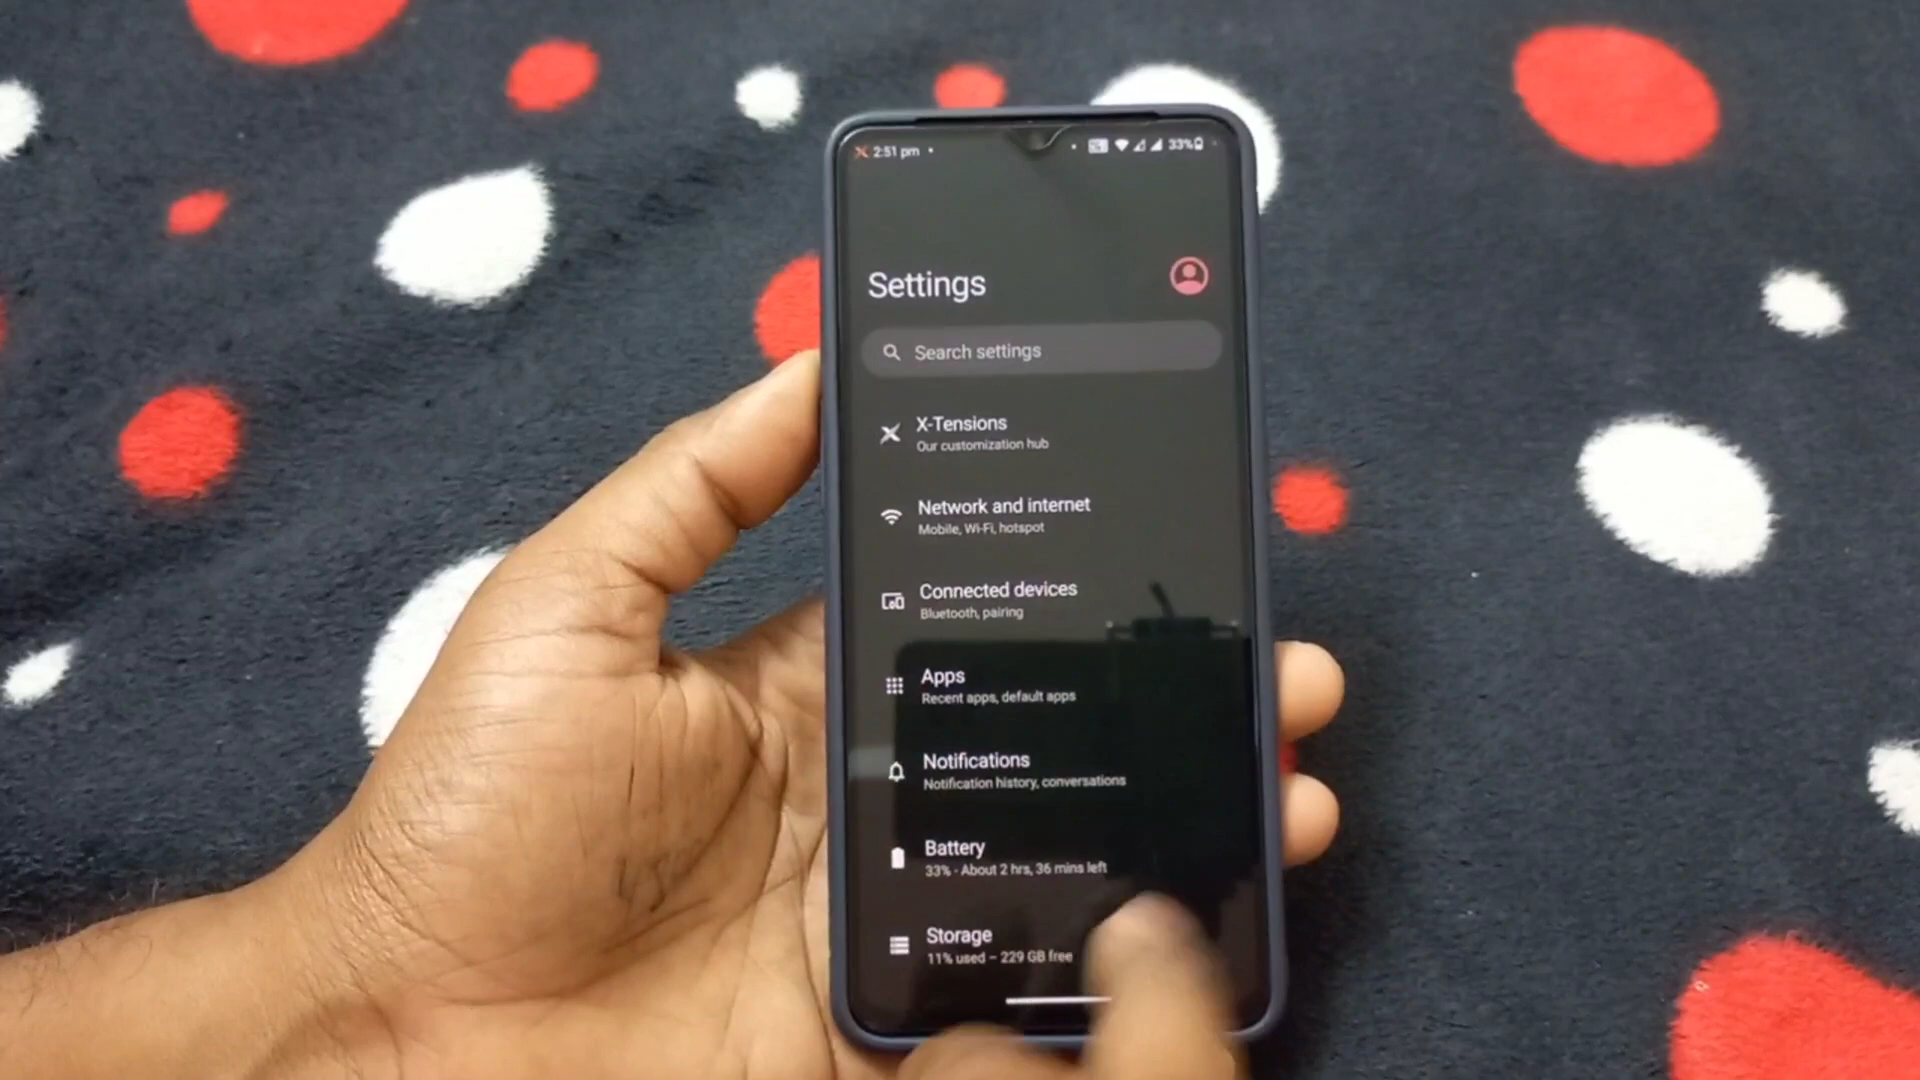 2:51 pm
33%
Settings
Search settings
X-Tensions
Our customization hub
Network and internet
Mobile, Wi-Fi, hotspot
Connected devices
Bluetooth, pairing
Apps
Recent apps, default apps
Notifications
Notification history, conversations
Battery
33% - About 2 hrs, 36 mins left
Storage
11% used – 229 GB free